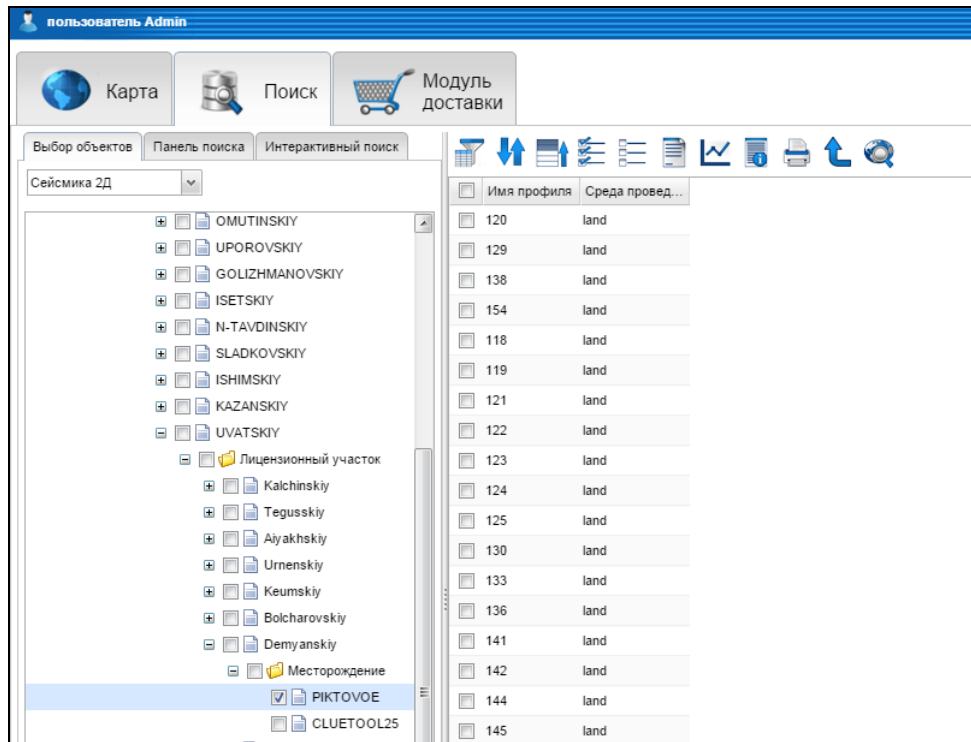 пользователь Admin
Карта
Поиск
Модуль
доставки
Выбор объектов
Панель поиска
Интерактивный поиск
Сейсмика 2Д
OMUTINSKIY
UPOROVSKIY
GOLIZHMANOVSKIY
ISETSKIY
N-TAVDINSKIY
SLADKOVSKIY
ISHIMSKIY
KAZANSKIY
UVATSKIY
Лицензионный участок
Kalchinskiy
Tegusskiy
Aiyakhskiy
Urnenskiy
Keumskiy
Bolcharovskiy
Demyanskiy
Месторождение
PIKTOVOE
CLUETOOL25
Имя профиля Среда провед...
120 land
129 land
138 land
154 land
118 land
119 land
121 land
122 land
123 land
124 land
125 land
130 land
133 land
136 land
141 land
142 land
144 land
145 land